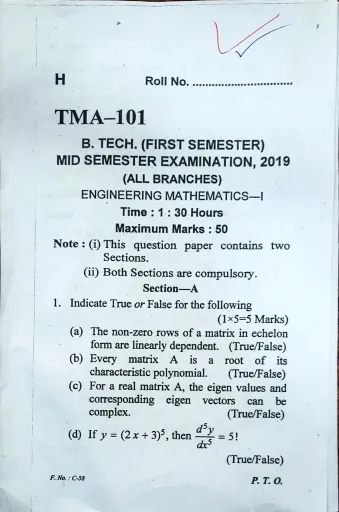 H Roll No. ................................
TMA–101
B. TECH. (FIRST SEMESTER)
MID SEMESTER EXAMINATION, 2019
(ALL BRANCHES)
ENGINEERING MATHEMATICS—I
Time : 1 : 30 Hours
Maximum Marks : 50
Note : (i) This question paper contains two
Sections.
(ii) Both Sections are compulsory.
Section—A
1. Indicate True or False for the following
(1×5=5 Marks)
(a) The non-zero rows of a matrix in echelon
form are linearly dependent. (True/False)
(b) Every matrix A is a root of its
characteristic polynomial. (True/False)
(c) For a real matrix A, the eigen values and
corresponding eigen vectors can be
complex. (True/False)
(d) If y = (2x + 3)⁵, then d⁵y/dx⁵ = 5!
(True/False)
F. No. : C-38 P. T. O.